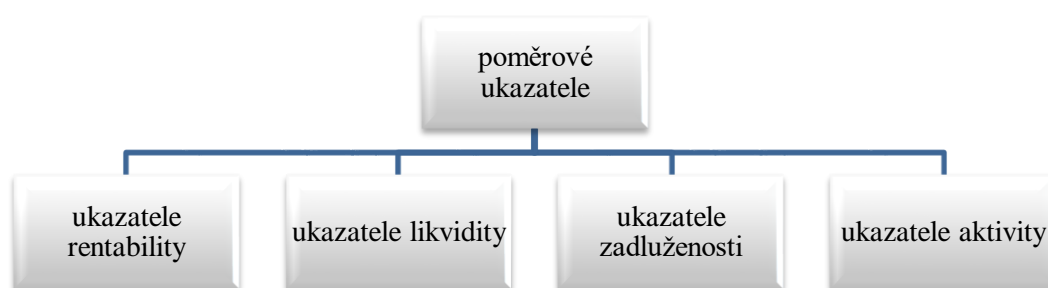 poměrové
ukazatele
ukazatele
rentability
ukazatele likvidity
ukazatele
zadluženosti
ukazatele aktivity